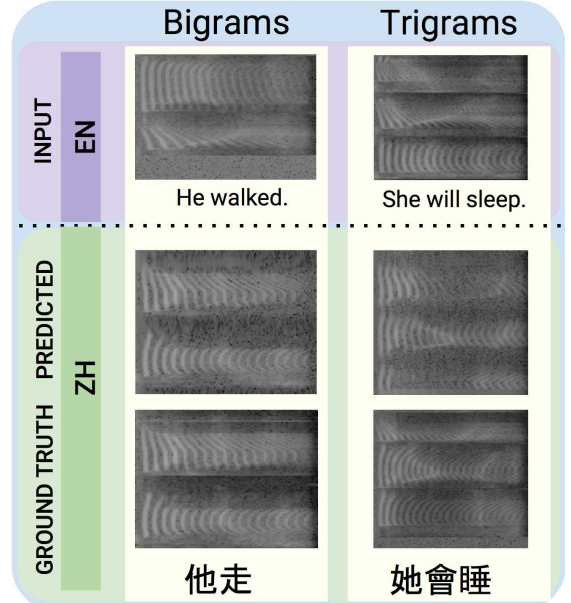 Bigrams Trigrams
INPUT
EN
He walked. She will sleep.
PREDICTED
GROUND TRUTH
ZH
他走 她會睡